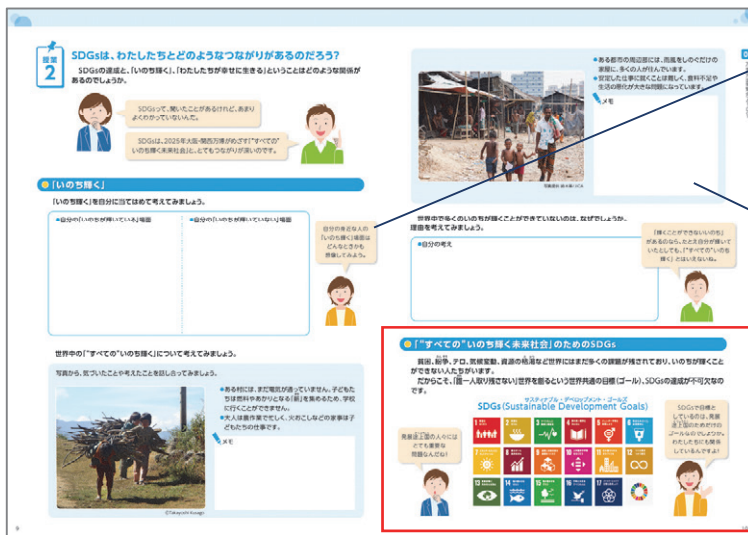 授業
2
SDGsは、わたしたちとどのようなつながりがあるのだろう?
SDGsの達成と、「いのち輝く」、「わたしたちが幸せに生きる」ということはどのような関係が
あるのでしょうか。
SDGsって、聞いたことがあるけれど、あまり
よくわかっていないんだ。
SDGsは、2025年大阪・関西万博がめざす「“すべての”
いのち輝く未来社会」と、とてもつながりが深いのです。
「いのち輝く」
「いのち輝く」を自分に当てはめて考えてみましょう。
■自分の「いのちが輝いている」場面
■自分の「いのちが輝いていない」場面
自分の身近な人の
「いのち輝く」場面は
どんなときかも
想像してみよう。
世界中の「“すべての”いのち輝く」について考えてみましょう。
写真から、気づいたことや考えたことを話し合ってみましょう。
●ある村には、まだ電気が通っていません。子どもた
ちは燃料やあかりとなる「薪」を集めるため、学校
に行くことができません。
●大人は農作業で忙しく、火おこしなどの家事は子
どもたちの仕事です。
メモ
9
●ある都市の周辺部には、雨風をしのぐだけの
家屋に、多くの人が住んでいます。
●安定した仕事に就くことは難しく、食料不足や
生活の悪化が大きな問題になっています。
メモ
世界中で多くのいのちが輝くことができていないのは、なぜでしょうか。
理由を考えてみましょう。
■自分の考え
「輝くことができないいのち」
があるのなら、たとえ自分が輝いて
いたとしても、「“すべての”いのち
輝く」とはいえないね。
「“すべての”いのち輝く未来社会」のためのSDGs
貧困、紛争、テロ、気候変動、資源の枯渇など世界にはまだ多くの課題が残されており、いのちが輝くこと
ができない人たちがいます。
だからこそ、「誰一人取り残さない」世界を創るという世界共通の目標(ゴール)、SDGsの達成が不可欠なの
です。
サスティナブル・デベロップメント・ゴールズ
SDGs(Sustainable Development Goals)
発展途上国の人々には
とても重要な
問題なんだね!
SDGsで目標と
しているのは、発展
途上国のためだけの
ゴールなのでしょうか。
わたしたちにも関係
しているんですよ!
1 2 3 4 5 6
7 8 9 10 11 12
13 14 15 16 17